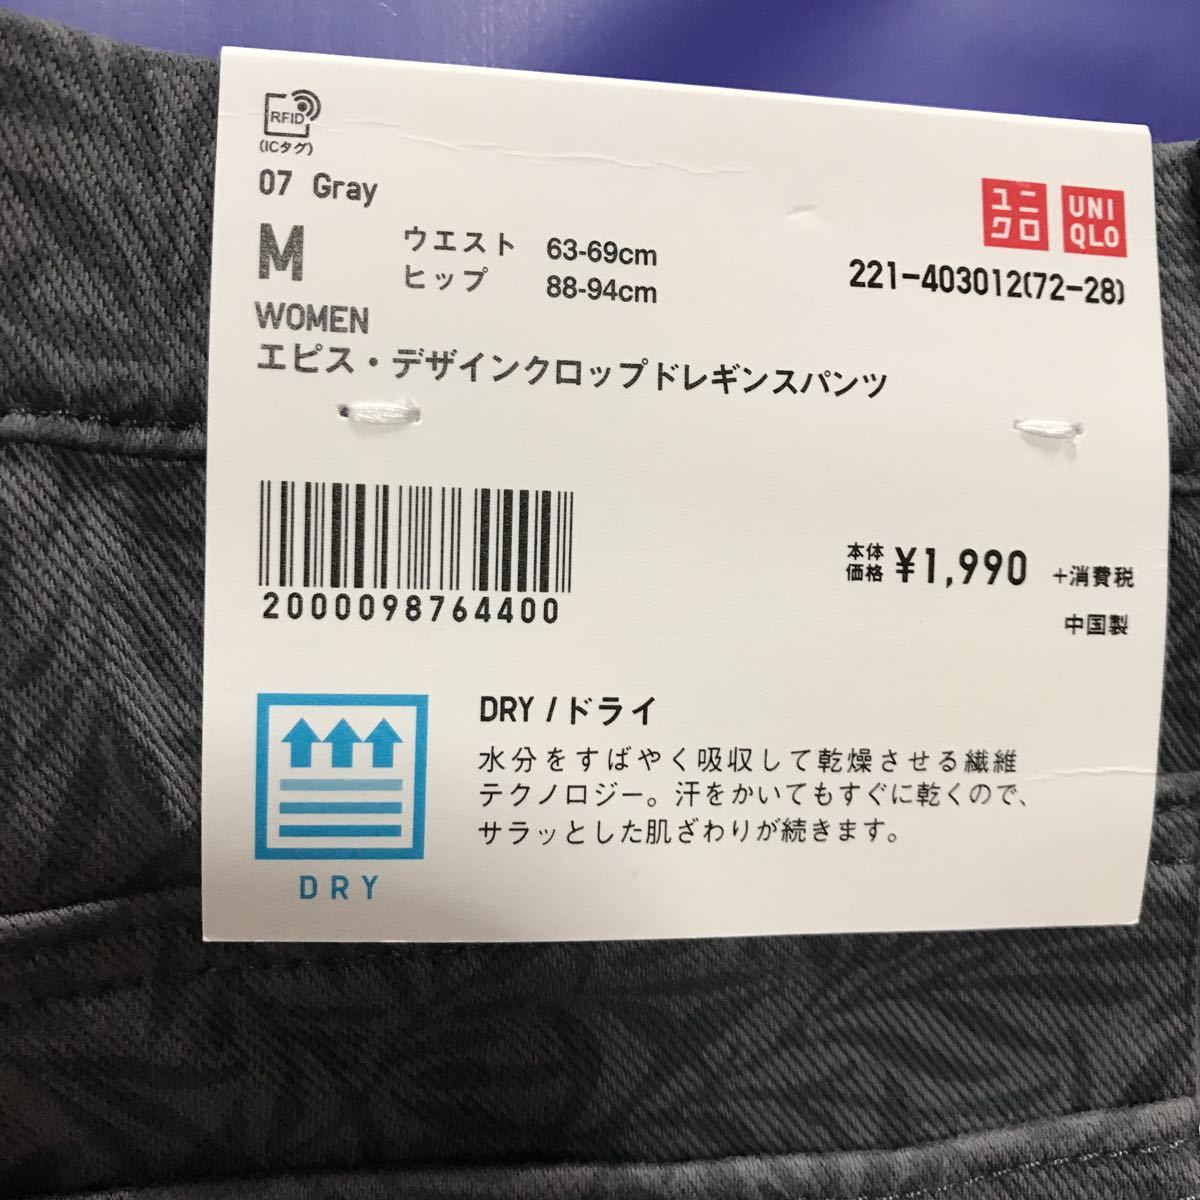 RFID
(ICタグ)
07 Gray
M
ウエスト 63-69cm
ヒップ 88-94cm
WOMEN
エピス・デザインクロップドレギンスパンツ
ユニ
クロ
UNI
QLO
221-403012(72-28)
2000098764400
本体
価格 ¥1,990 +消費税
中国製
DRY
DRY / ドライ
水分をすばやく吸収して乾燥させる繊維
テクノロジー。汗をかいてもすぐに乾くので、
サラッとした肌ざわりが続きます。